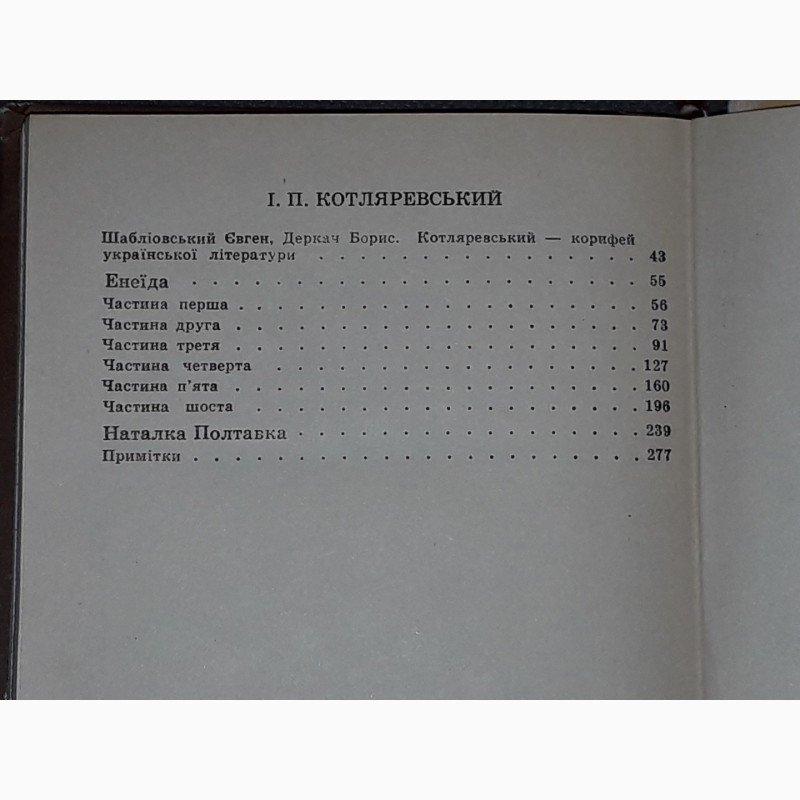 І. П. КОТЛЯРЕВСЬКИЙ
Шабліовський Євген, Деркач Борис. Котляревський — корифей
української літератури . . . . . . . . . . . . . . . 43
Енеїда . . . . . . . . . . . . . . . . . . . 55
Частина перша . . . . . . . . . . . . . . . . . 56
Частина друга . . . . . . . . . . . . . . . . . 73
Частина третя . . . . . . . . . . . . . . . . . 91
Частина четверта . . . . . . . . . . . . . . . . 127
Частина п'ята . . . . . . . . . . . . . . . . . 160
Частина шоста . . . . . . . . . . . . . . . . . 196
Наталка Полтавка . . . . . . . . . . . . . . . 239
Примітки . . . . . . . . . . . . . . . . . . . 277